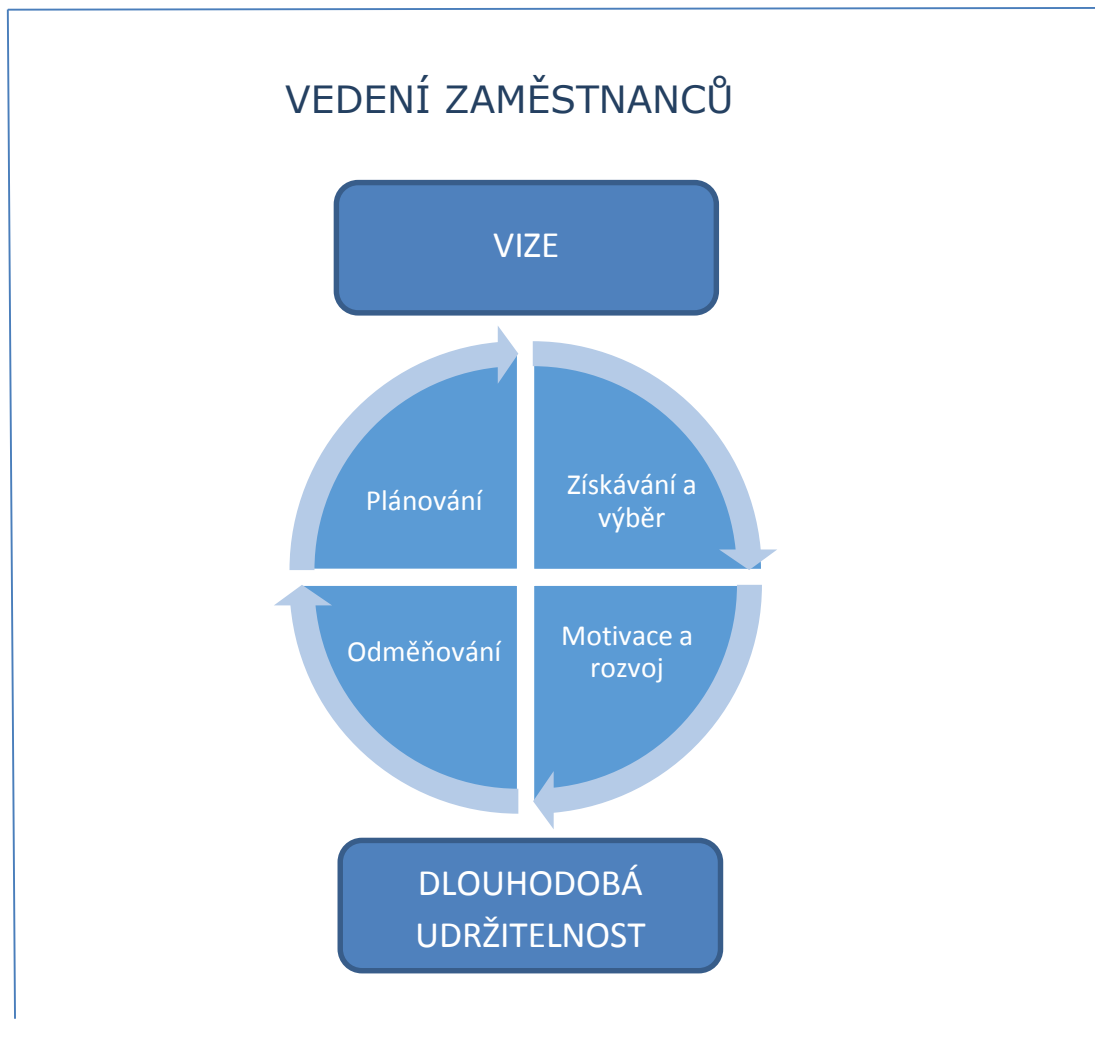 VEDENÍ ZAMĚSTNANCŮ
VIZE
Plánování
Získávání a
výběr
Odměňování
Motivace a
rozvoj
DLOUHODOBÁ
UDRŽITELNOST